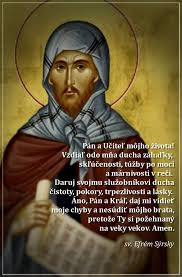 Pán a Učiteľ môjho života!
Vzdiaľ odo mňa ducha záhaľky,
skľúčenosti, túžby po moci
a márnivosti v reči.
Daruj svojmu služobníkovi ducha
čistoty, pokory, trpezlivosti a lásky.
Áno, Pán a Kráľ, daj mi vidieť
moje chyby a nesúdiť môjho brata,
pretože Ty si požehnaný
na veky vekov. Amen.
sv. Efrém Sýrsky